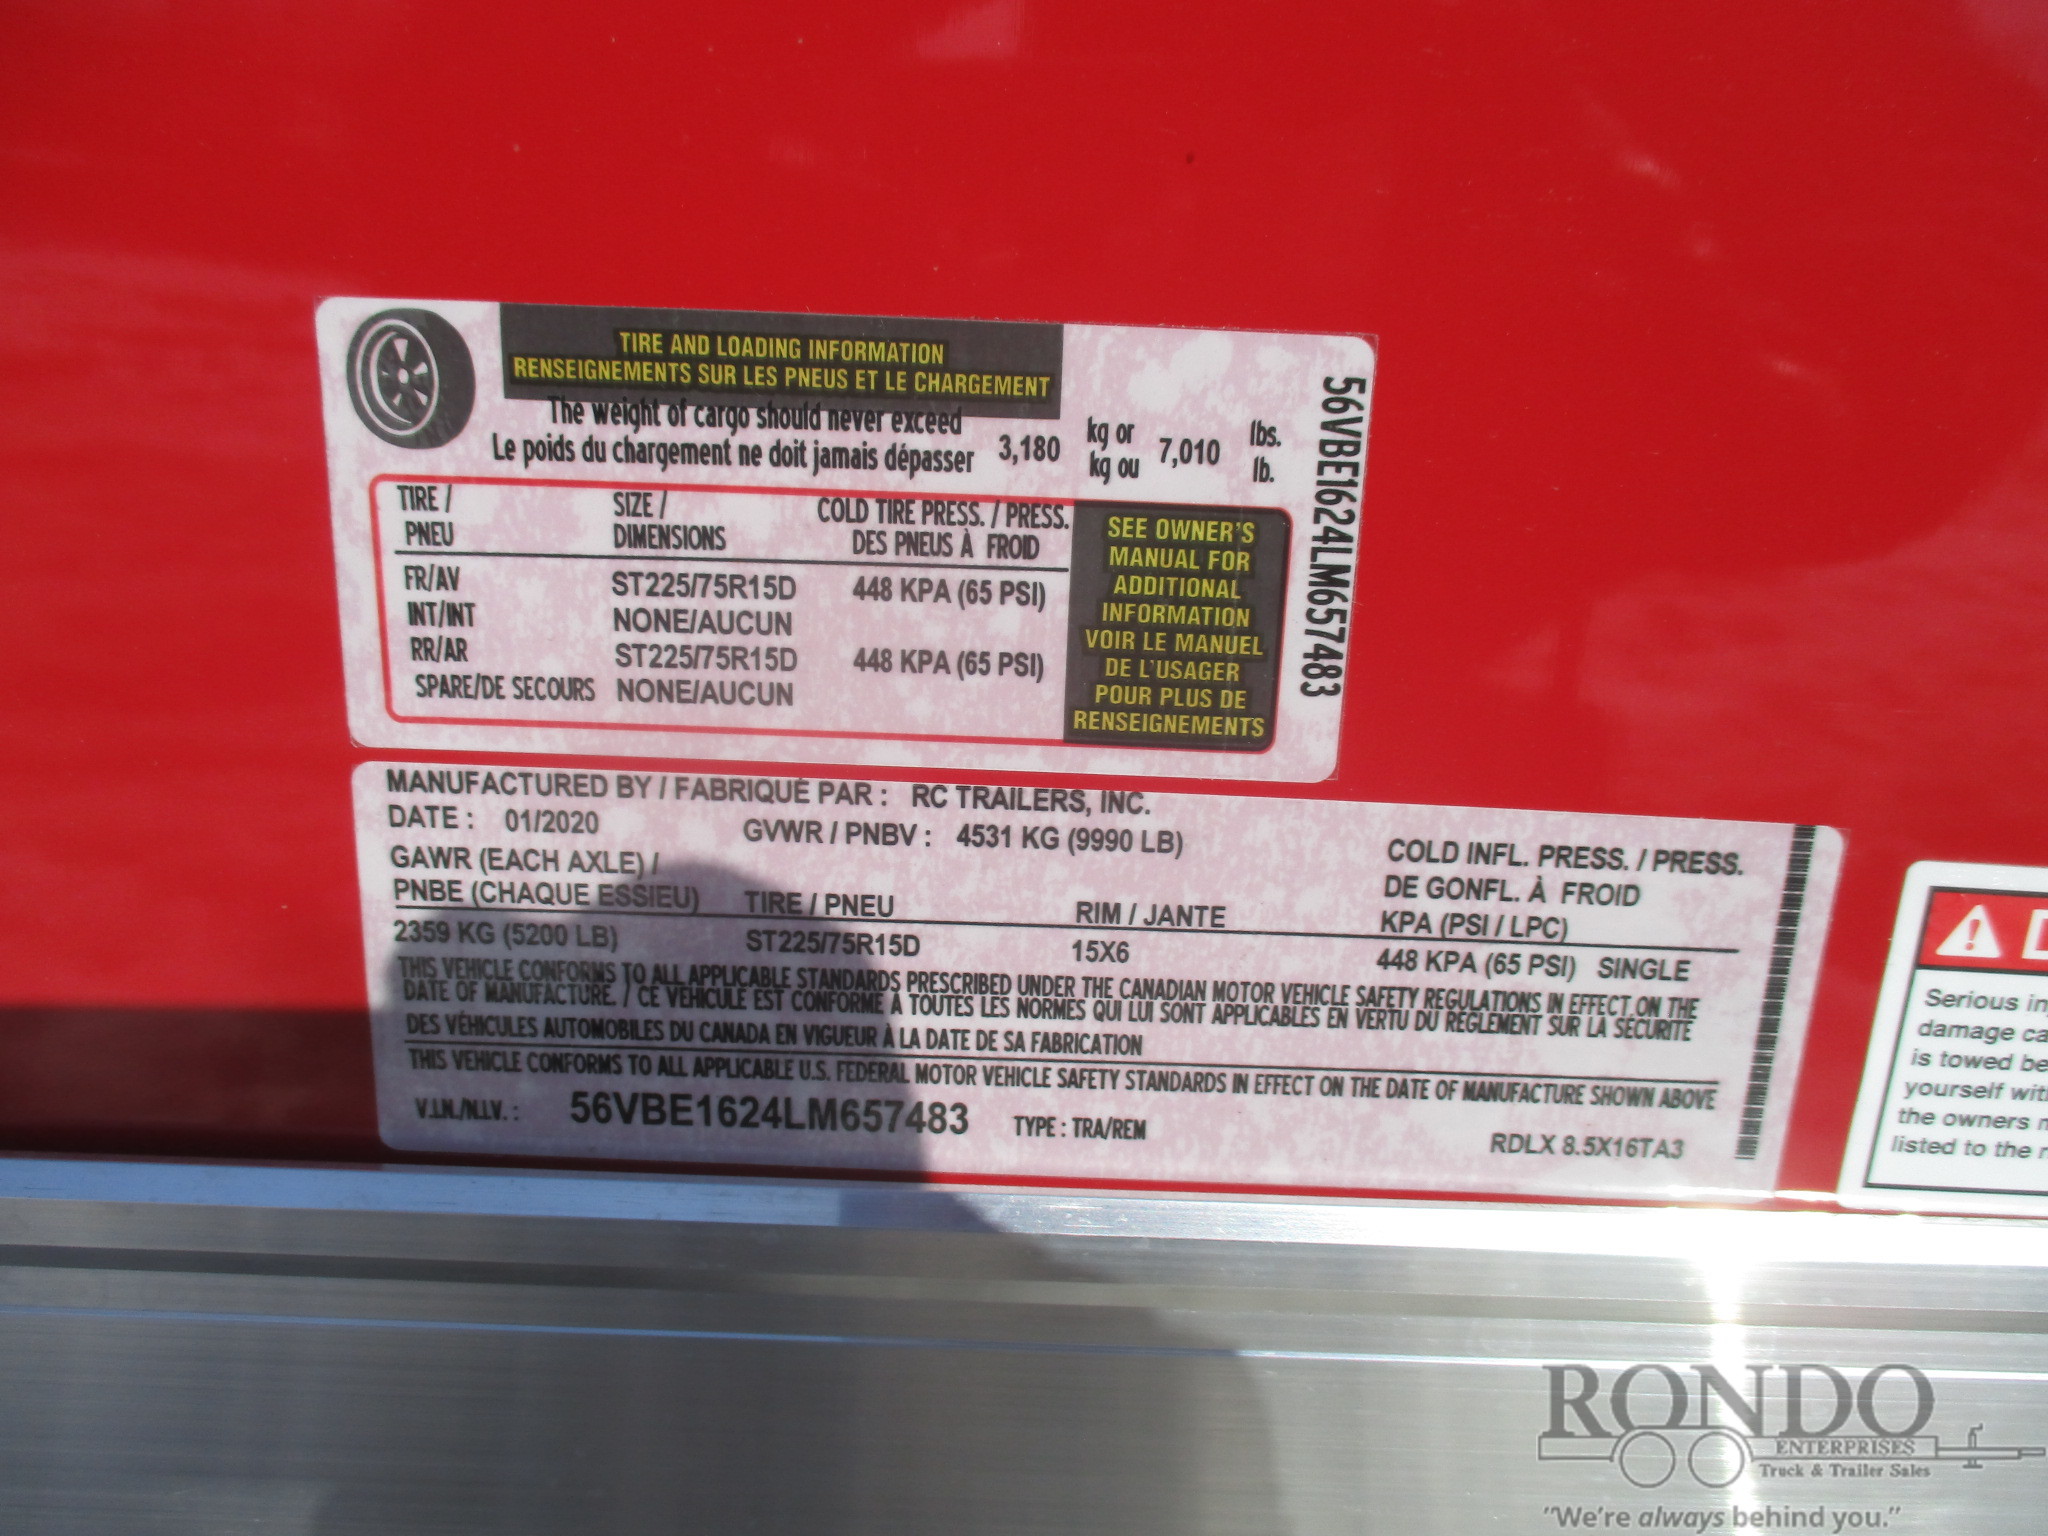 TIRE AND LOADING INFORMATION
RENSEIGNEMENTS SUR LES PNEUS ET LE CHARGEMENT
The weight of cargo should never exceed
Le poids du chargement ne doit jamais dépasser
3,180 kg or 7,010 lbs.
kg ou lb.
TIRE / SIZE / COLD TIRE PRESS. / PRESS.
PNEU DIMENSIONS DES PNEUS À FROID
FR/AV ST225/75R15D 448 KPA (65 PSI)
INT/INT NONE/AUCUN
RR/AR ST225/75R15D 448 KPA (65 PSI)
SPARE/DE SECOURS NONE/AUCUN
SEE OWNER'S
MANUAL FOR
ADDITIONAL
INFORMATION
VOIR LE MANUEL
DE L'USAGER
POUR PLUS DE
RENSEIGNEMENTS
56VBE1624LM657483
MANUFACTURED BY / FABRIQUÉ PAR : RC TRAILERS, INC.
DATE : 01/2020 GVWR / PNBV : 4531 KG (9990 LB)
GAWR (EACH AXLE) / COLD INFL. PRESS. / PRESS.
PNBE (CHAQUE ESSIEU) TIRE / PNEU RIM / JANTE DE GONFL. À FROID
KPA (PSI / LPC)
2359 KG (5200 LB) ST225/75R15D 15X6 448 KPA (65 PSI) SINGLE
THIS VEHICLE CONFORMS TO ALL APPLICABLE STANDARDS PRESCRIBED UNDER THE CANADIAN MOTOR VEHICLE SAFETY REGULATIONS IN EFFECT ON THE
DATE OF MANUFACTURE. / CE VÉHICULE EST CONFORME À TOUTES LES NORMES QUI LUI SONT APPLICABLES EN VERTU DU RÈGLEMENT SUR LA SÉCURITÉ
DES VÉHICULES AUTOMOBILES DU CANADA EN VIGUEUR À LA DATE DE SA FABRICATION
THIS VEHICLE CONFORMS TO ALL APPLICABLE U.S. FEDERAL MOTOR VEHICLE SAFETY STANDARDS IN EFFECT ON THE DATE OF MANUFACTURE SHOWN ABOVE
V.I.N./N.I.V. : 56VBE1624LM657483 TYPE : TRA/REM RDLX 8.5X16TA3
Serious
damage
is towed
yourself
the owners
listed to the
RONDO
ENTERPRISES
Truck & Trailer Sales
"We're always behind you."